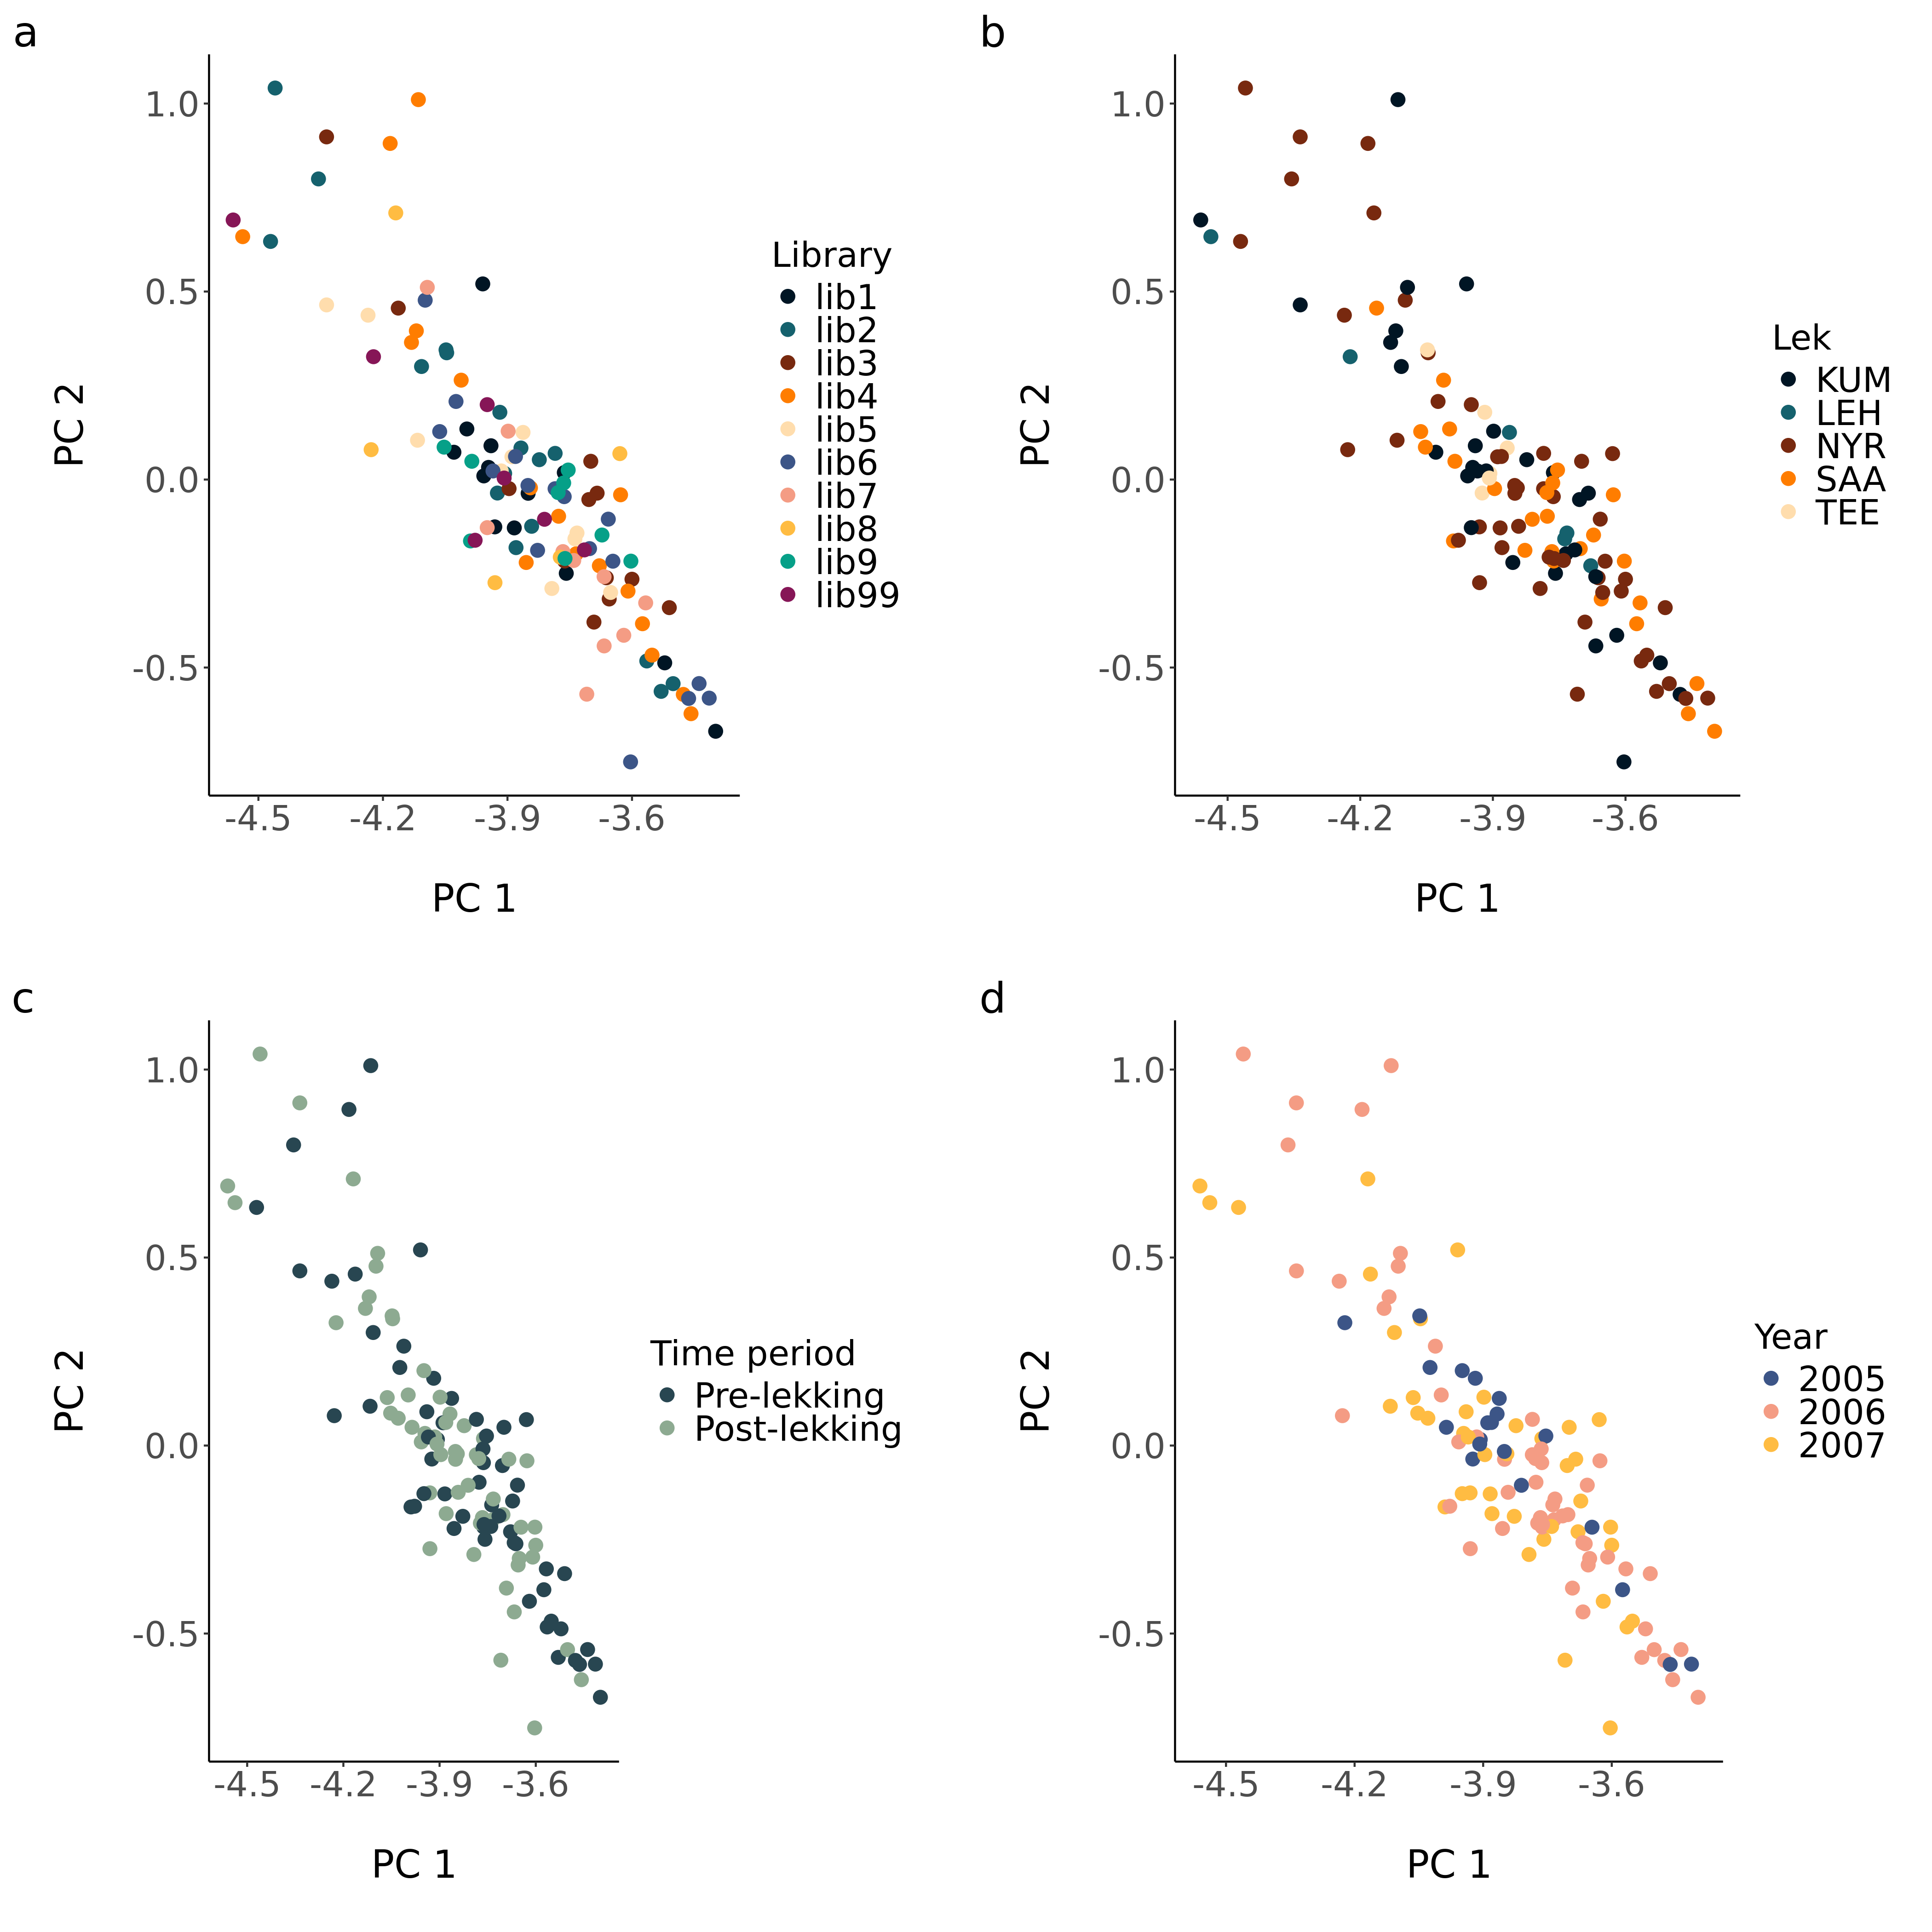 a
1.0
0.5
0.0
-0.5
PC 2
-4.5 -4.2 -3.9 -3.6
PC 1
Library
lib1
lib2
lib3
lib4
lib5
lib6
lib7
lib8
lib9
lib99
b
1.0
0.5
0.0
-0.5
PC 2
-4.5 -4.2 -3.9 -3.6
PC 1
Lek
KUM
LEH
NYR
SAA
TEE
c
1.0
0.5
0.0
-0.5
PC 2
-4.5 -4.2 -3.9 -3.6
PC 1
Time period
Pre-lekking
Post-lekking
d
1.0
0.5
0.0
-0.5
PC 2
-4.5 -4.2 -3.9 -3.6
PC 1
Year
2005
2006
2007